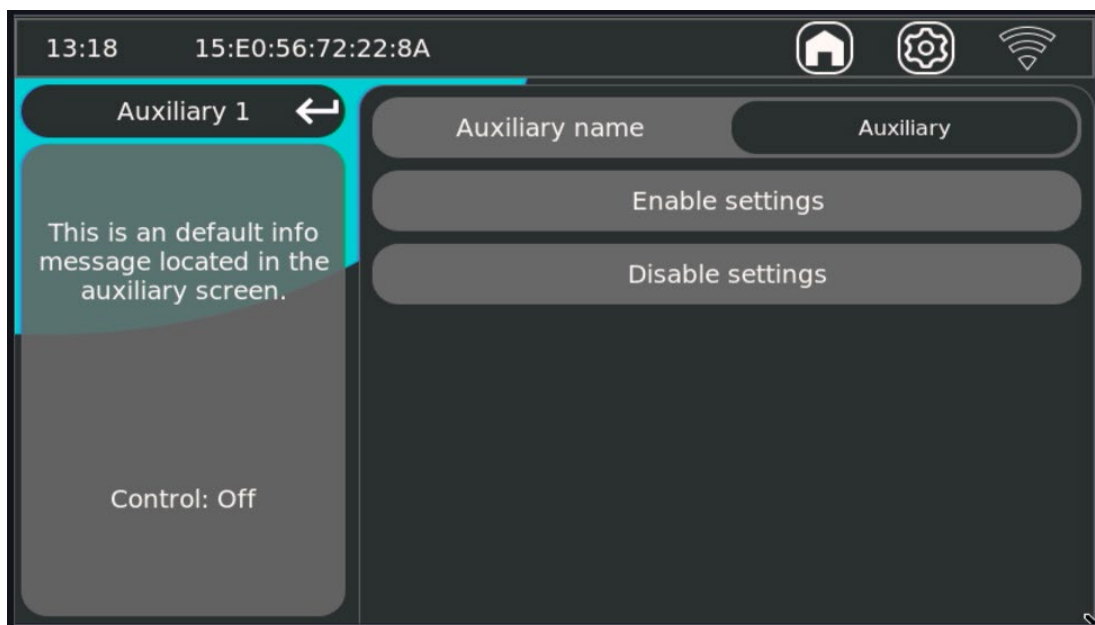 13:18 15:E0:56:72:22:8A
Auxiliary 1
This is an default info
message located in the
auxiliary screen.
Control: Off
Auxiliary name Auxiliary
Enable settings
Disable settings